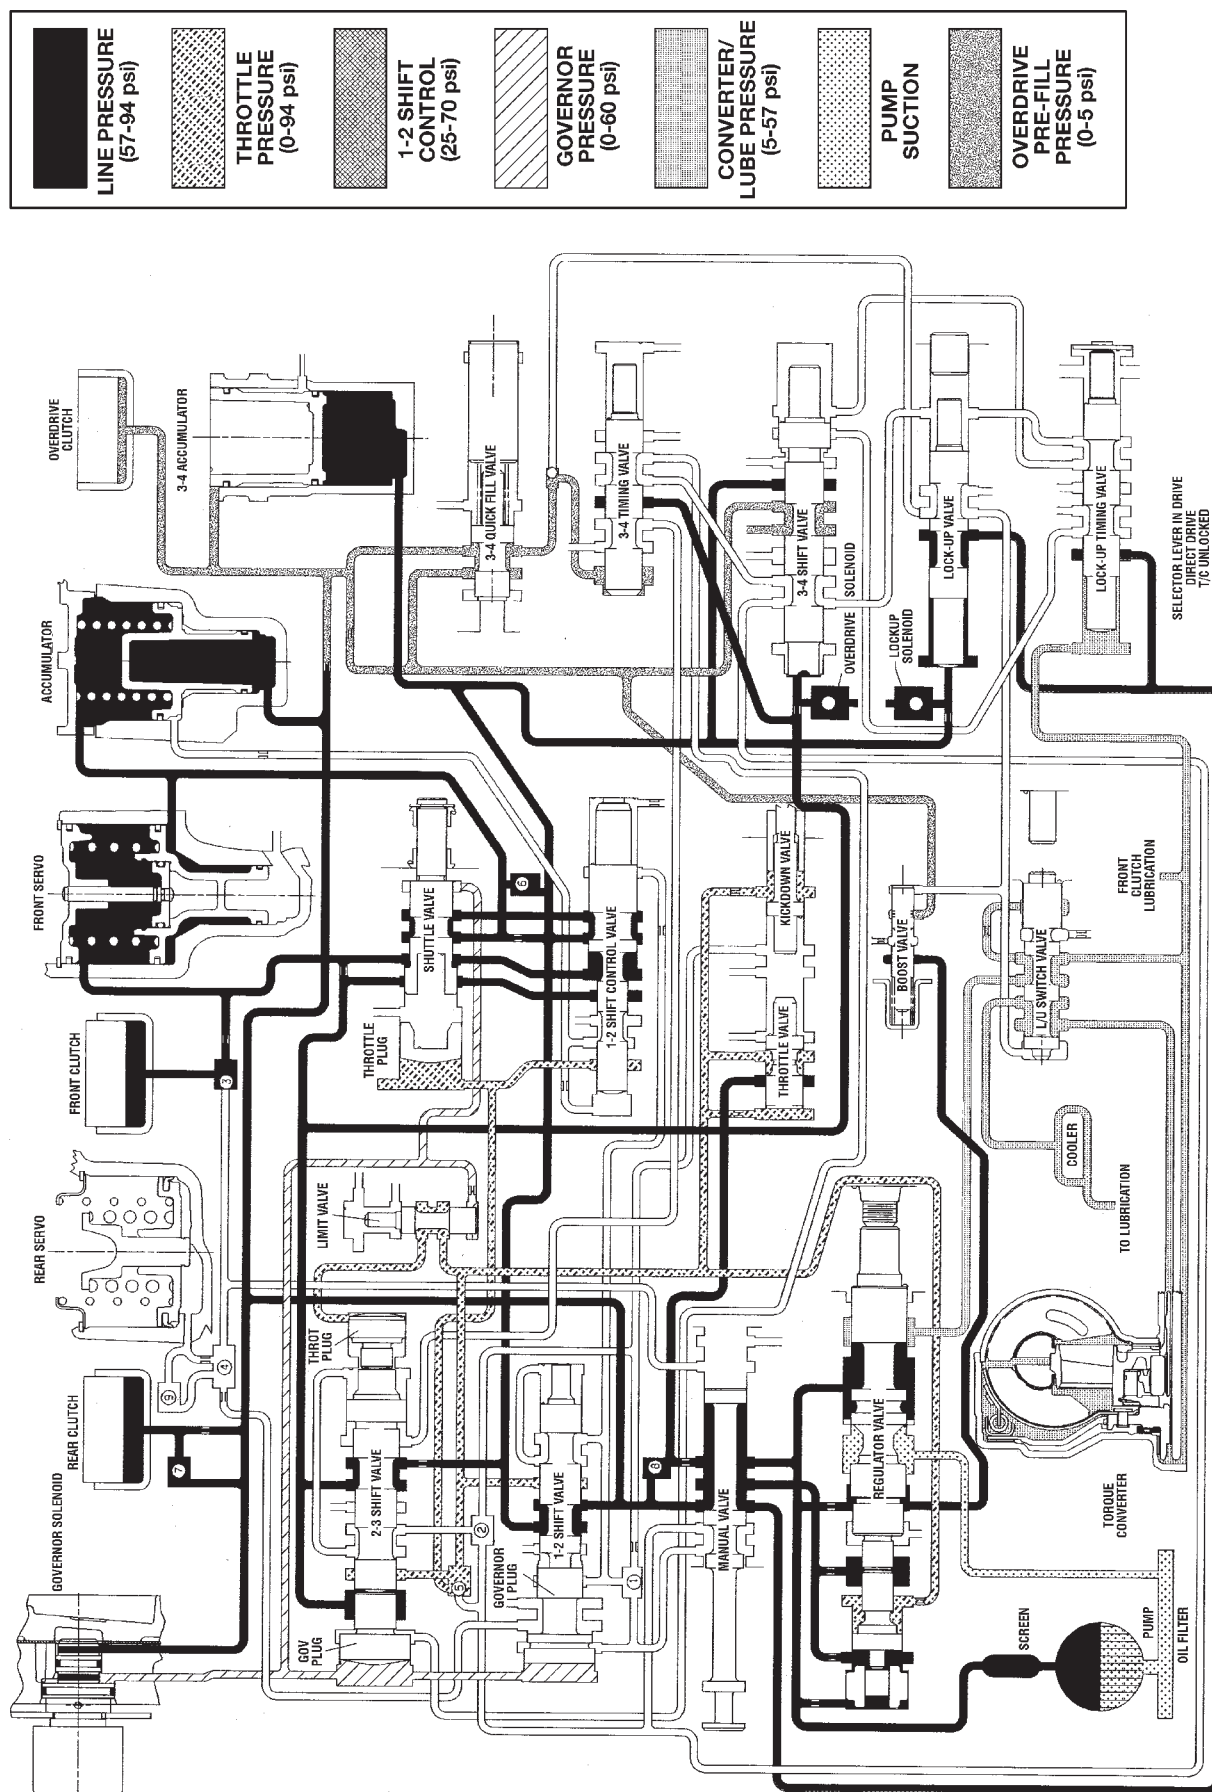 LINE PRESSURE
(57-94 psi)
THROTTLE
PRESSURE
(0-94 psi)
1-2 SHIFT
CONTROL
(25-70 psi)
GOVERNOR
PRESSURE
(0-60 psi)
CONVERTER/
LUBE PRESSURE
(5-57 psi)
PUMP
SUCTION
OVERDRIVE
PRE-FILL
PRESSURE
(0-5 psi)
GOVERNOR SOLENOID
REAR CLUTCH
REAR SERVO
FRONT CLUTCH
FRONT SERVO
ACCUMULATOR
OVERDRIVE
CLUTCH
3-4 ACCUMULATOR
7
9
4
3
GOV
PLUG
2-3 SHIFT VALVE
THROT
PLUG
LIMIT VALVE
THROTTLE
PLUG
SHUTTLE VALVE
6
3-4 QUICK FILL VALVE
5
2
GOVERNOR
PLUG
1-2 SHIFT VALVE
1
8
1-2 SHIFT CONTROL VALVE
3-4 TIMING VALVE
MANUAL VALVE
THROTTLE VALVE
KICKDOWN VALVE
3-4 SHIFT VALVE
OVERDRIVE
SOLENOID
LOCKUP
SOLENOID
REGULATOR VALVE
BOOST VALVE
LOCK-UP VALVE
SCREEN
PUMP
OIL FILTER
TORQUE
CONVERTER
TO LUBRICATION
COOLER
L/U SWITCH VALVE
FRONT
CLUTCH
LUBRICATION
LOCK-UP TIMING VALVE
SELECTOR LEVER IN DRIVE
DIRECT DRIVE
T/C UNLOCKED